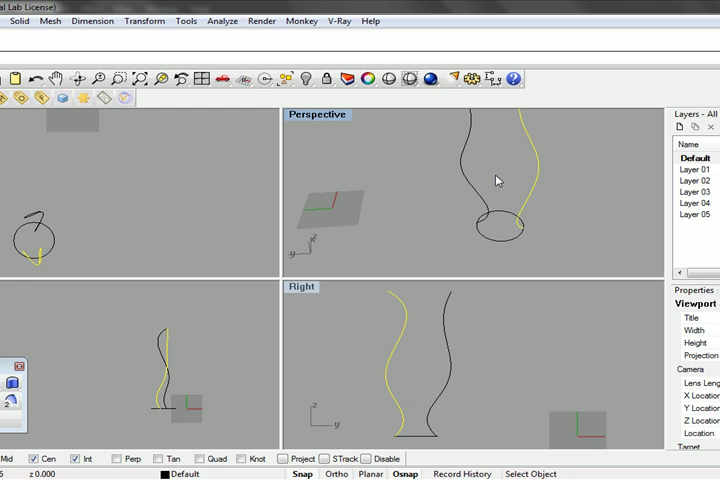 al Lab License)
Solid Mesh Dimension Transform Tools Analyze Render Monkey V-Ray Help
Perspective
Layers - All
Name
Default
Layer 01
Layer 02
Layer 03
Layer 04
Layer 05
z
y
Right
z
y
Properties
Viewport
Title
Width
Height
Projection
Camera
Lens Leng
X Location
Y Location
Z Location
Location
Target
2
Mid Cen Int Perp Tan Quad Knot Project STrack Disable
z 0.000 Default Snap Ortho Planar Osnap Record History Select Object